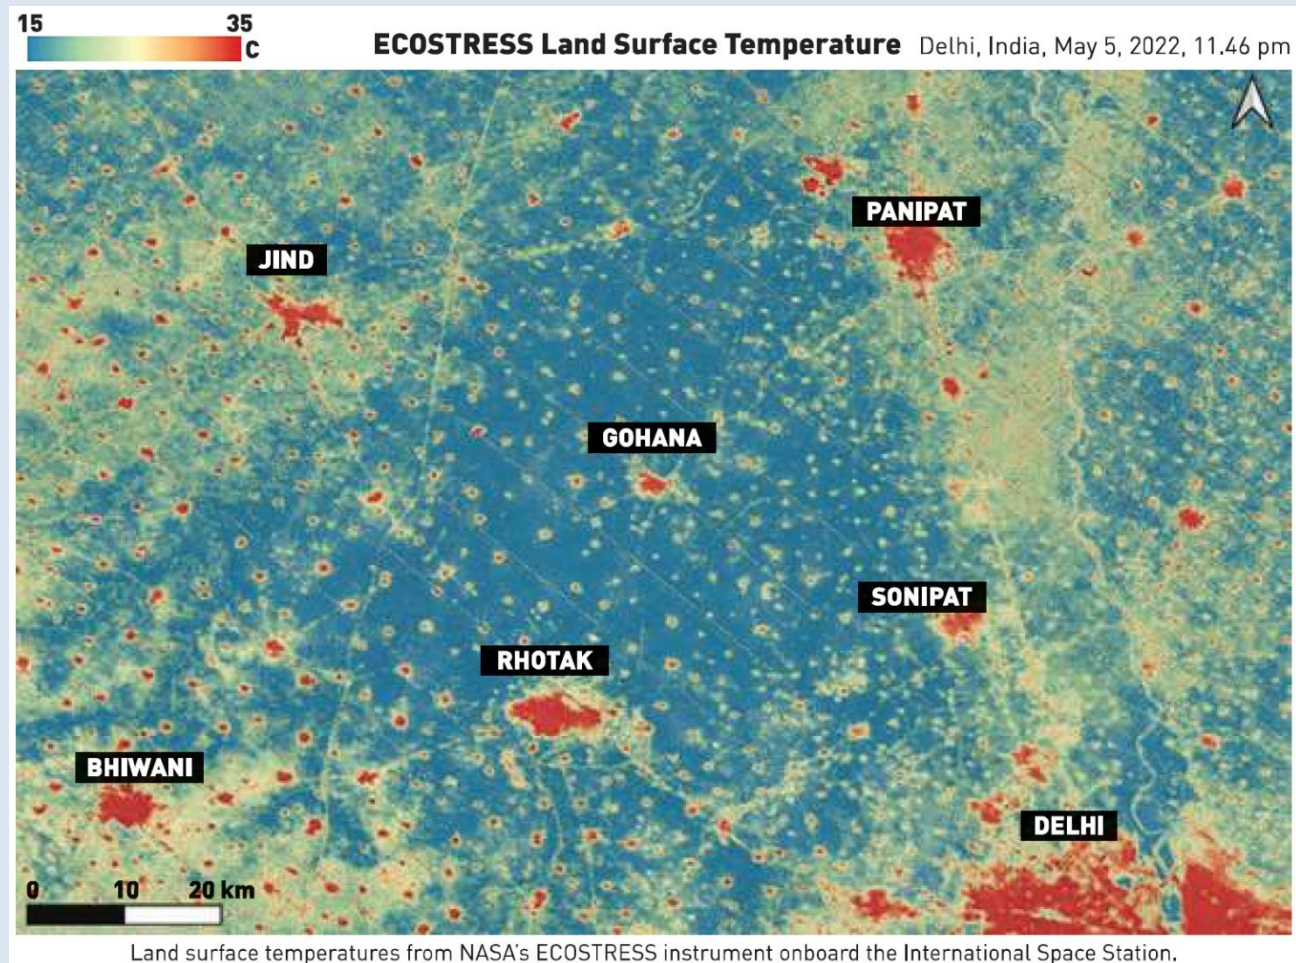 15 35
C
ECOSTRESS Land Surface Temperature Delhi, India, May 5, 2022, 11.46 pm
PANIPAT
JIND
GOHANA
SONIPAT
RHOTAK
BHIWANI
DELHI
0 10 20 km
Land surface temperatures from NASA's ECOSTRESS instrument onboard the International Space Station.